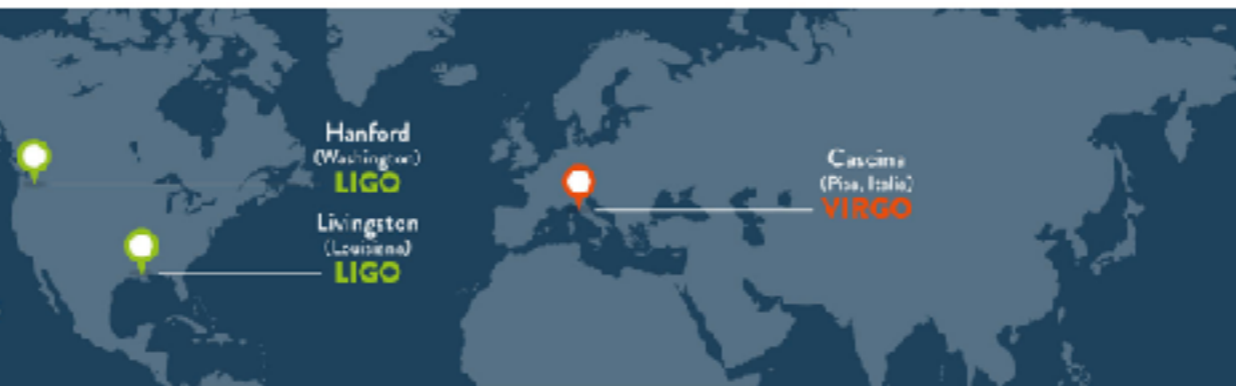 Hanford
(Washington)
LIGO
Livingston
(Louisiana)
LIGO
Cascina
(Pisa, Italia)
VIRGO